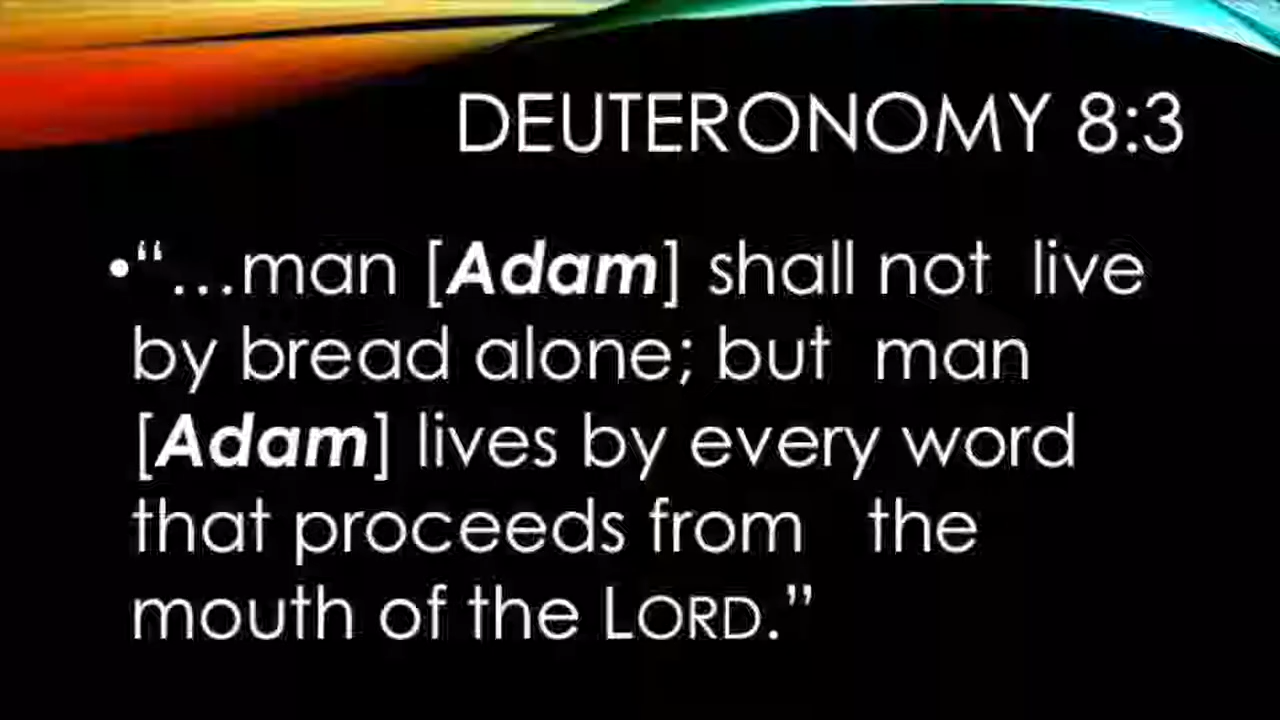 DEUTERONOMY 8:3
•“…man [Adam] shall not live
by bread alone; but man
[Adam] lives by every word
that proceeds from the
mouth of the LORD.”